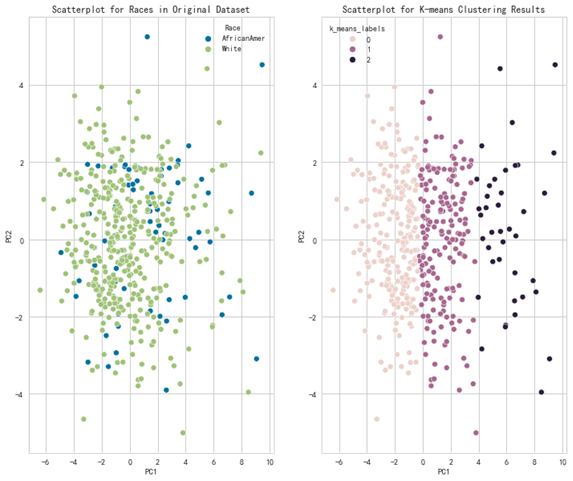 Scatterplot for Races in Original Dataset
Scatterplot for K-means Clustering Results
Race
AfricanAmer
White
k_means_labels
0
1
2
4
2
0
−2
−4
PC2
−6 −4 −2 0 2 4 6 8 10
PC1
4
2
0
−2
−4
PC2
−6 −4 −2 0 2 4 6 8 10
PC1